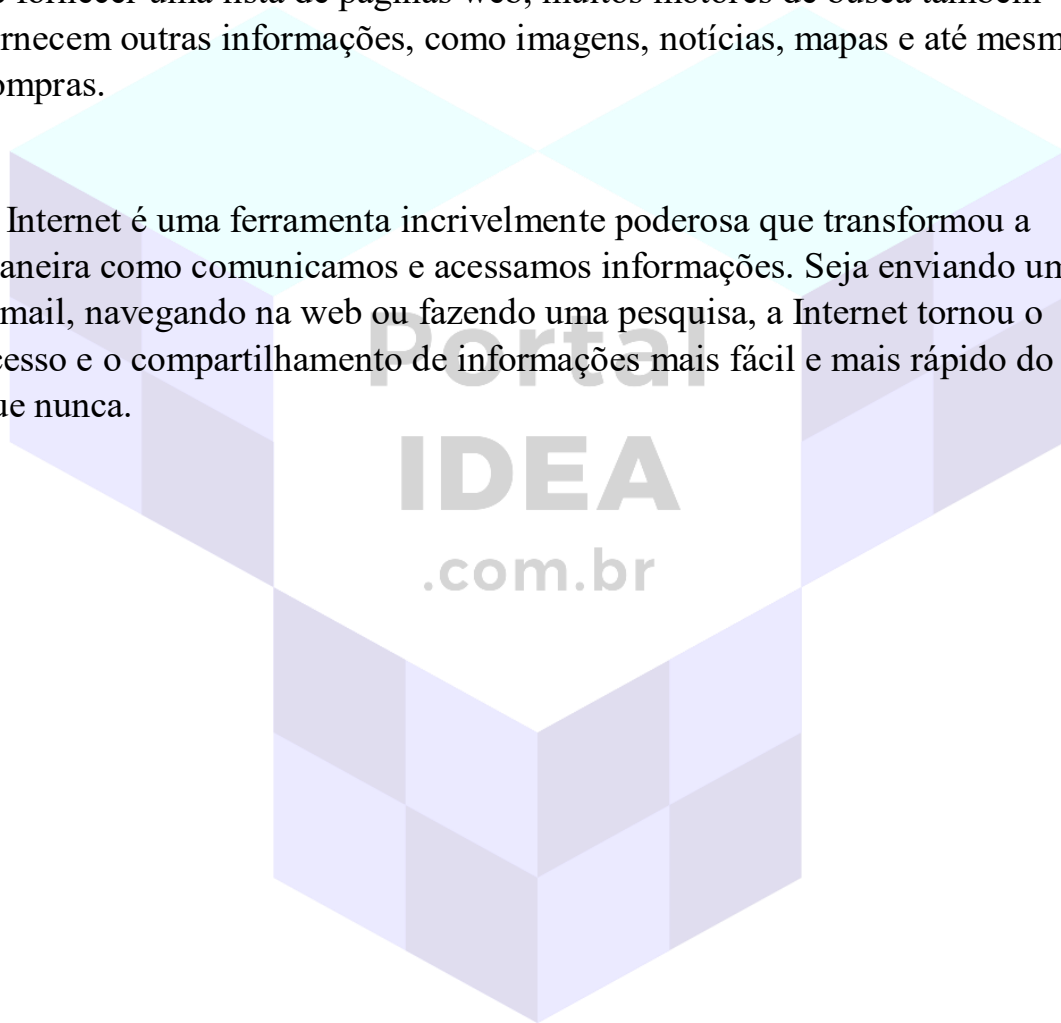 fornecer uma lista de páginas web, muitos motores de busca também
rnecem outras informações, como imagens, notícias, mapas e até mesm
ompras.
Internet é uma ferramenta incrivelmente poderosa que transformou a
aneira como comunicamos e acessamos informações. Seja enviando um
mail, navegando na web ou fazendo uma pesquisa, a Internet tornou o
cesso e o compartilhamento de informações mais fácil e mais rápido do
ue nunca.
Portal
IDEA
.com.br